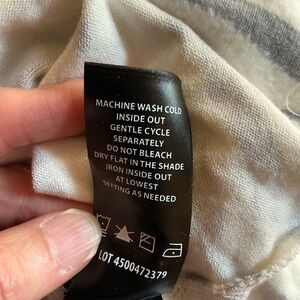 MACHINE WASH COLD
INSIDE OUT
GENTLE CYCLE
SEPARATELY
DO NOT BLEACH
DRY FLAT IN THE SHADE
IRON INSIDE OUT
AT LOWEST
SETTING AS NEEDED
LOT 4500472379